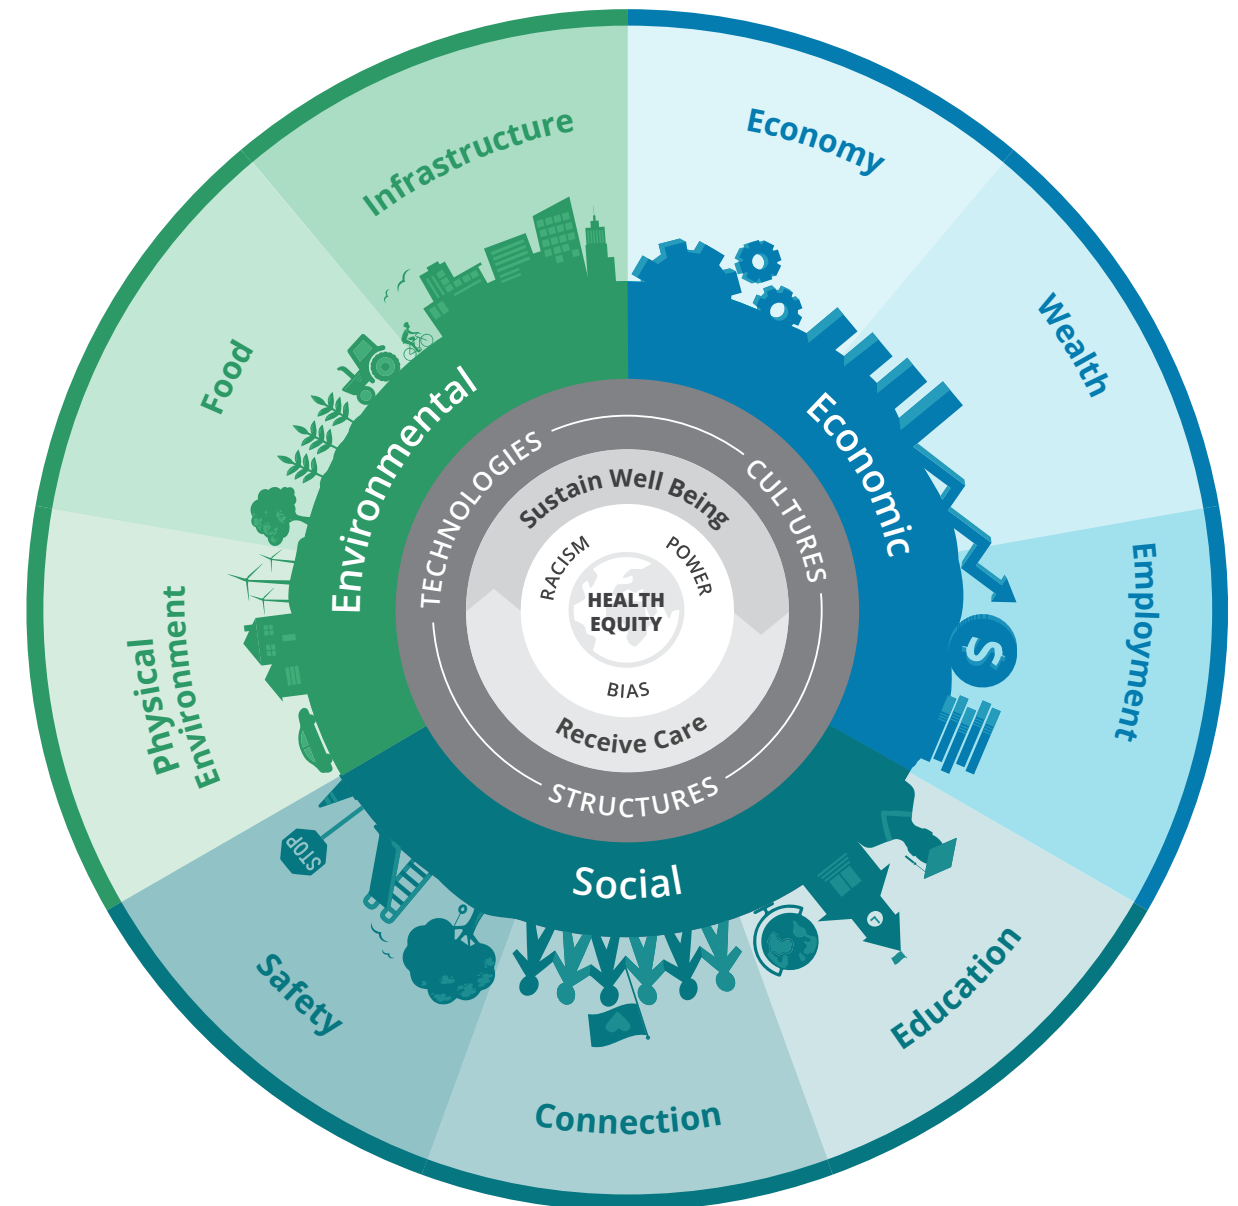 Infrastructure
Economy
Wealth
Food
Environmental
Economic
TECHNOLOGIES
CULTURES
Sustain Well Being
RACISM
POWER
HEALTH
EQUITY
BIAS
Receive Care
STRUCTURES
Employment
Physical
Environment
S
STOP
Social
Safety
Education
Connection